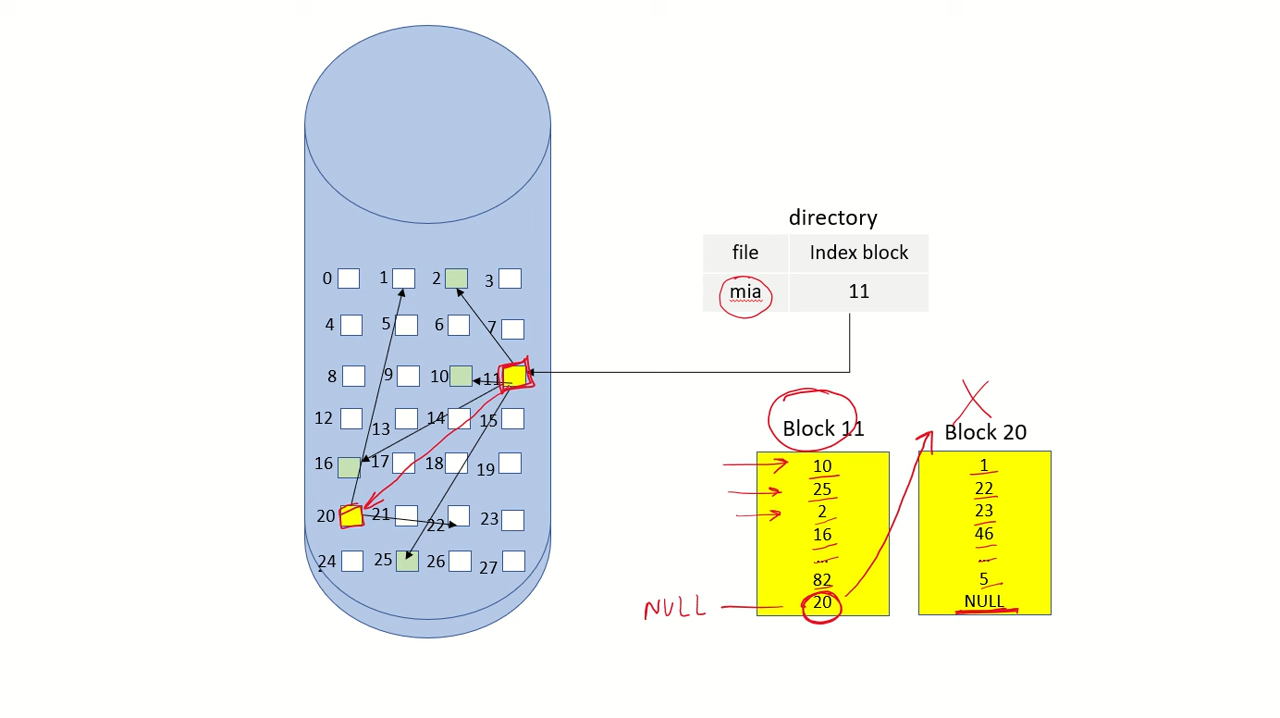 directory
file Index block
mia 11
0 1 2 3
4 5 6 7
8 9 10 11
12 13 14 15
16 17 18 19
20 21 22 23
24 25 26 27
Block 11
10
25
2
16
....
82
20
NULL
X
Block 20
1
22
23
46
...
5
NULL